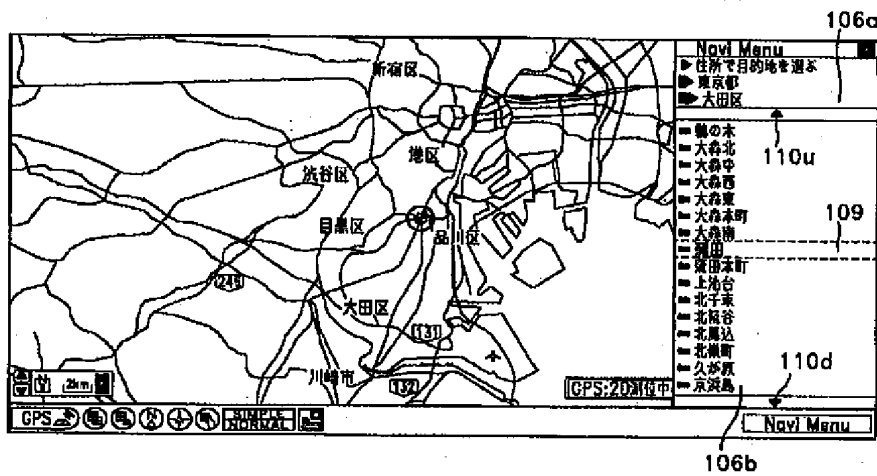 106a
Navi Menu
住所で目的地を選ぶ
東京都
大田区
110u
鵜の木
大森北
大森中
大森西
大森東
大森本町
大森南
109
蒲田
蒲田本町
上池台
北千束
北糀谷
北馬込
北嶺町
久が原
京浜島
110d
新宿区
港区
渋谷区
目黒区
品川区
246
大田区
131
川崎市
132
2km
GPS:2D測位中
GPS
SIMPLE
NORMAL
Navi Menu
106b